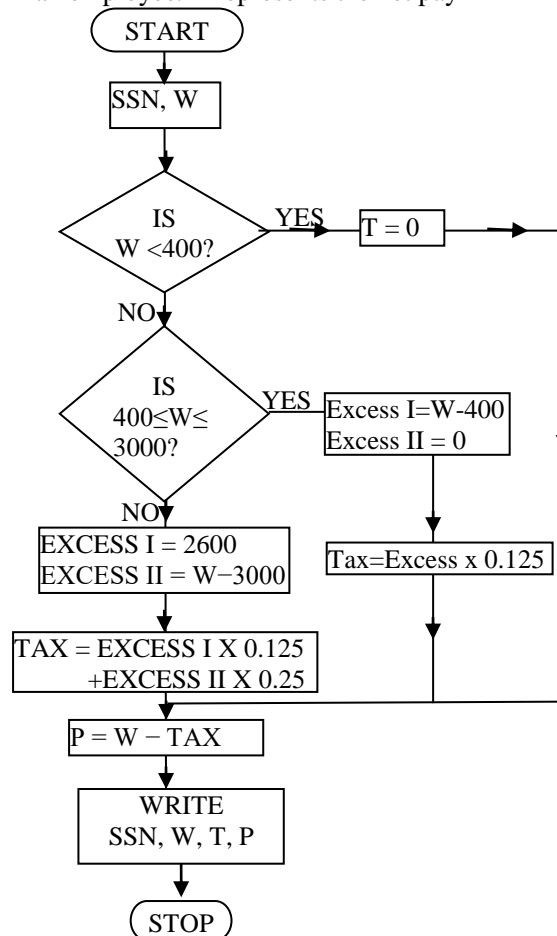 START
SSN, W
IS
W <400?
YES
T = 0
NO
IS
400≤W≤
3000?
YES
Excess I=W-400
Excess II = 0
NO
EXCESS I = 2600
EXCESS II = W−3000
Tax=Excess x 0.125
TAX = EXCESS I X 0.125
+EXCESS II X 0.25
P = W − TAX
WRITE
SSN, W, T, P
STOP